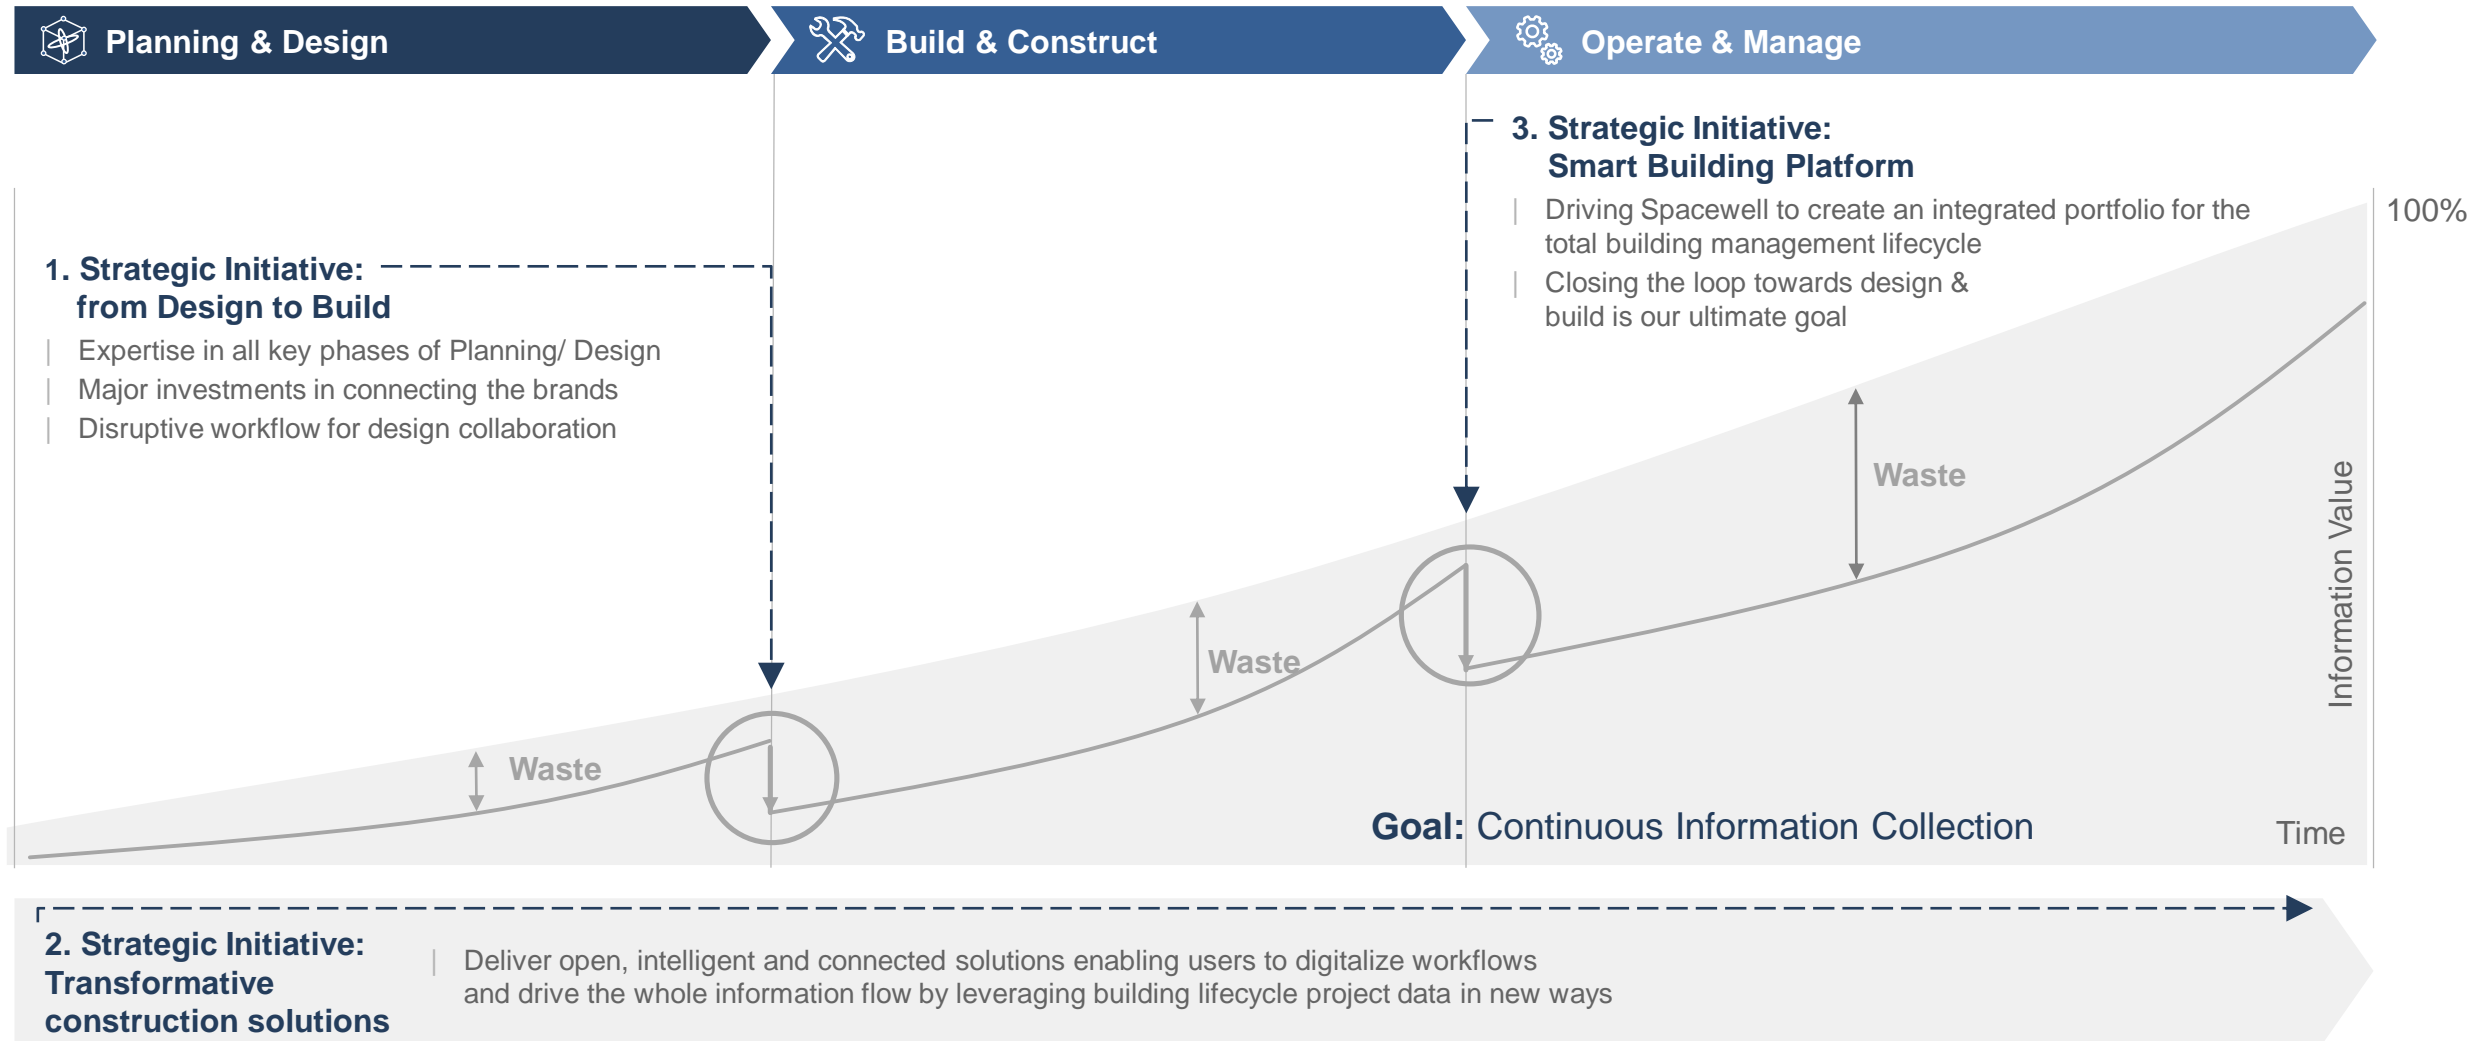 Planning & Design
Build & Construct
Operate & Manage
1. Strategic Initiative:
from Design to Build
| Expertise in all key phases of Planning/ Design
| Major investments in connecting the brands
| Disruptive workflow for design collaboration
3. Strategic Initiative:
Smart Building Platform
| Driving Spacewell to create an integrated portfolio for the
total building management lifecycle
| Closing the loop towards design &
build is our ultimate goal
100%
Waste
Waste
Waste
Information Value
Goal: Continuous Information Collection
Time
2. Strategic Initiative:
Transformative
construction solutions
| Deliver open, intelligent and connected solutions enabling users to digitalize workflows
and drive the whole information flow by leveraging building lifecycle project data in new ways